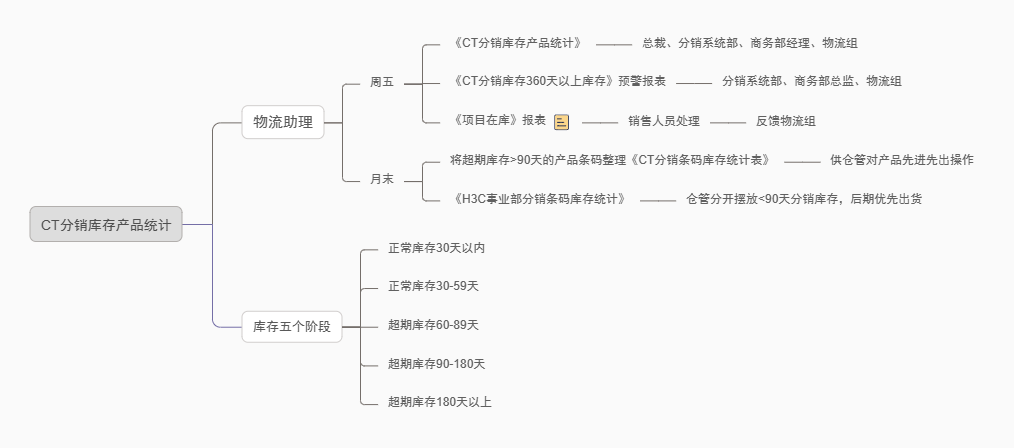 CT分销库存产品统计
物流助理
周五
《CT分销库存产品统计》
总裁、分销系统部、商务部经理、物流组
《CT分销库存360天以上库存》预警报表
分销系统部、商务部总监、物流组
《项目在库》报表
销售人员处理
反馈物流组
月末
将超期库存>90天的产品条码整理《CT分销条码库存统计表》
供仓管对产品先进先出操作
《H3C事业部分销条码库存统计》
仓管分开摆放<90天分销库存，后期优先出货
库存五个阶段
正常库存30天以内
正常库存30-59天
超期库存60-89天
超期库存90-180天
超期库存180天以上